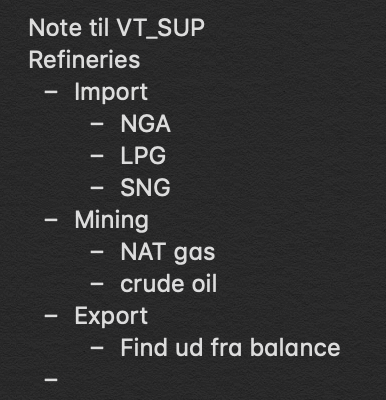 Note til VT_SUP
Refineries
– Import
– NGA
– LPG
– SNG
– Mining
– NAT gas
– crude oil
– Export
– Find ud fra balance
–